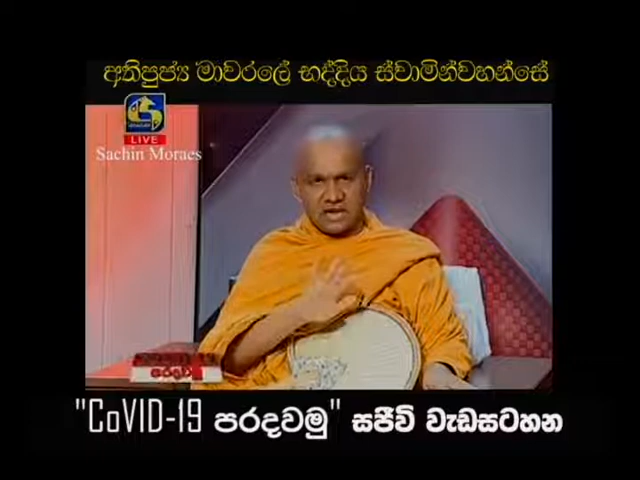 අතිපූජ්‍ය මාවරලේ භද්දිය ස්වාමින්වහන්සේ
LIVE
Sachin Moraes
"CoVID-19 පරදවමු" සජීවි වැඩසටහන